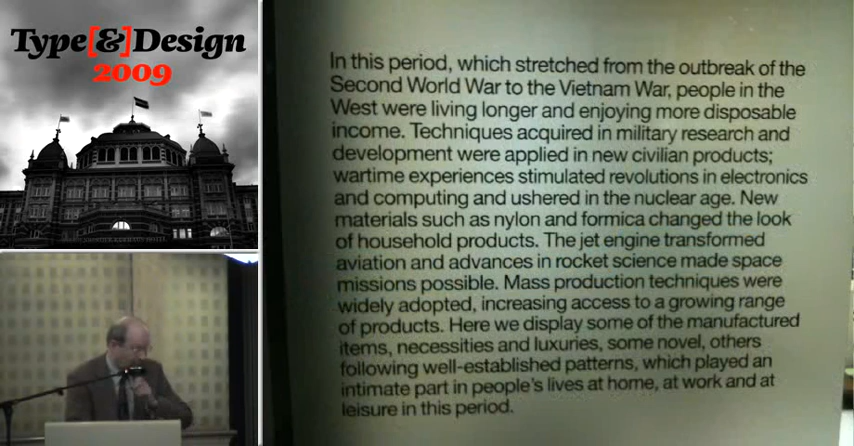 Type[&]Design
2009
In this period, which stretched from the outbreak of the
Second World War to the Vietnam War, people in the
West were living longer and enjoying more disposable
income. Techniques acquired in military research and
development were applied in new civilian products;
wartime experiences stimulated revolutions in electronics
and computing and ushered in the nuclear age. New
materials such as nylon and formica changed the look
of household products. The jet engine transformed
aviation and advances in rocket science made space
missions possible. Mass production techniques were
widely adopted, increasing access to a growing range
of products. Here we display some of the manufactured
items, necessities and luxuries, some novel, others
following well-established patterns, which played an
intimate part in people's lives at home, at work and at
leisure in this period.